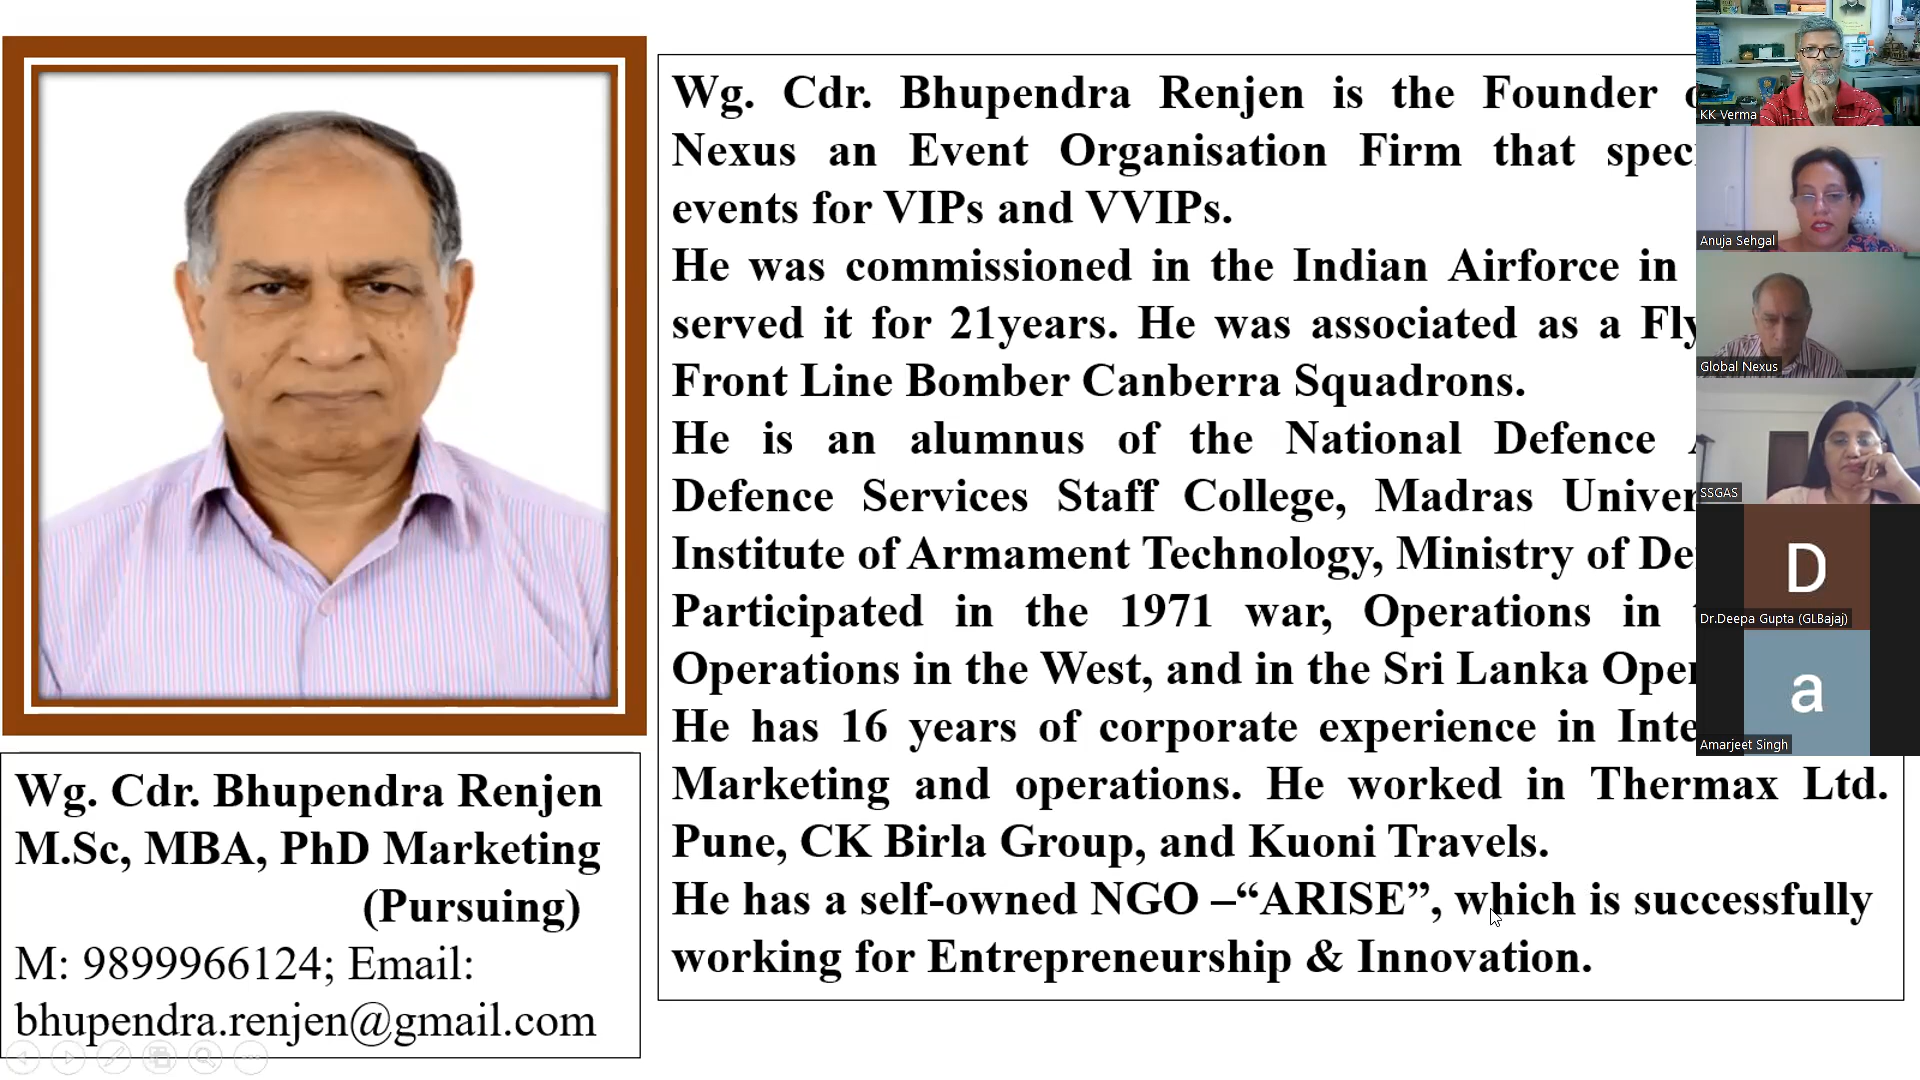 Wg. Cdr. Bhupendra Renjen is the Founder
Nexus an Event Organisation Firm that
events for VIPs and VVIPs.
He was commissioned in the Indian Airforce in
served it for 21years. He was associated as a
Front Line Bomber Canberra Squadrons.
He is an alumnus of the National Defence
Defence Services Staff College, Madras
Institute of Armament Technology, Ministry of
Participated in the 1971 war, Operations in
Operations in the West, and in the Sri Lanka
He has 16 years of corporate experience in
Marketing and operations. He worked in Thermax Ltd.
Pune, CK Birla Group, and Kuoni Travels.
He has a self-owned NGO –“ARISE”, which is successfully
working for Entrepreneurship & Innovation.
Wg. Cdr. Bhupendra Renjen
M.Sc, MBA, PhD Marketing
(Pursuing)
M: 9899966124; Email:
bhupendra.renjen@gmail.com
KK Verma
Anuja Sehgal
Global Nexus
SSGAS
D
Dr.Deepa Gupta (GLBajaj)
a
Amarjeet Singh